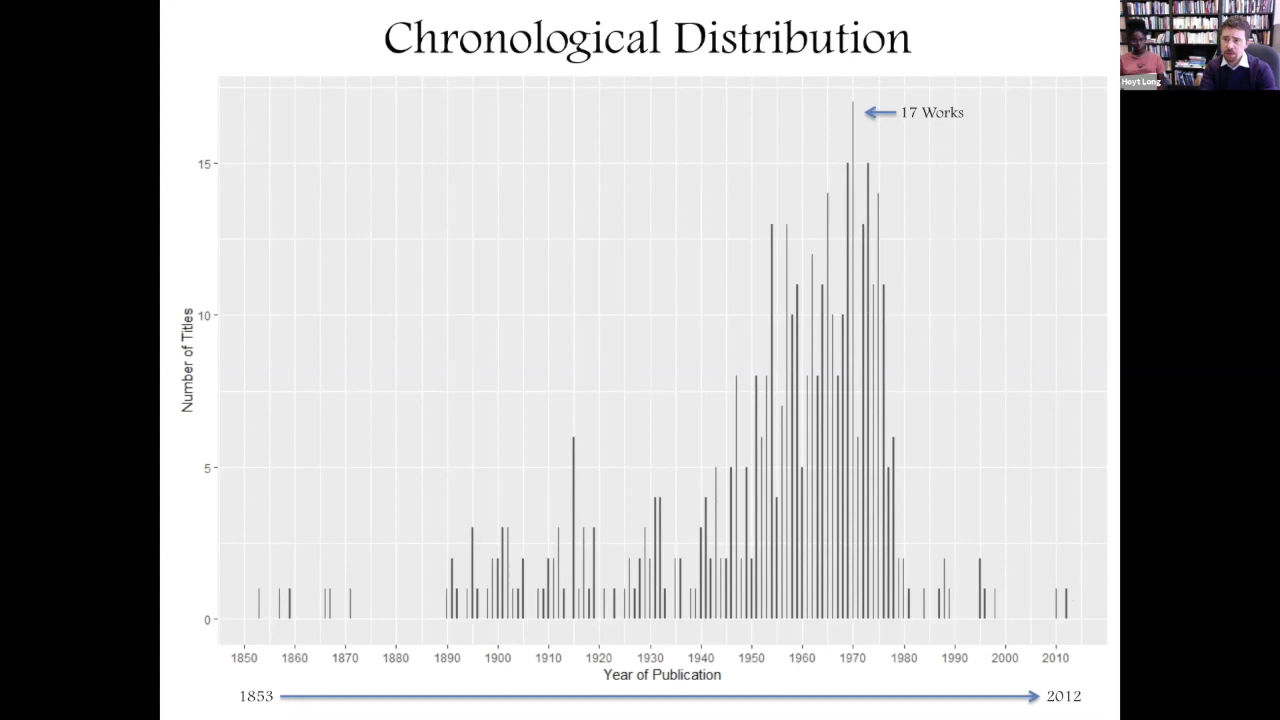 Chronological Distribution
Hoyt Long
17 Works
15
10
5
0
Number of Titles
1850 1860 1870 1880 1890 1900 1910 1920 1930 1940 1950 1960 1970 1980 1990 2000 2010
Year of Publication
1853 2012